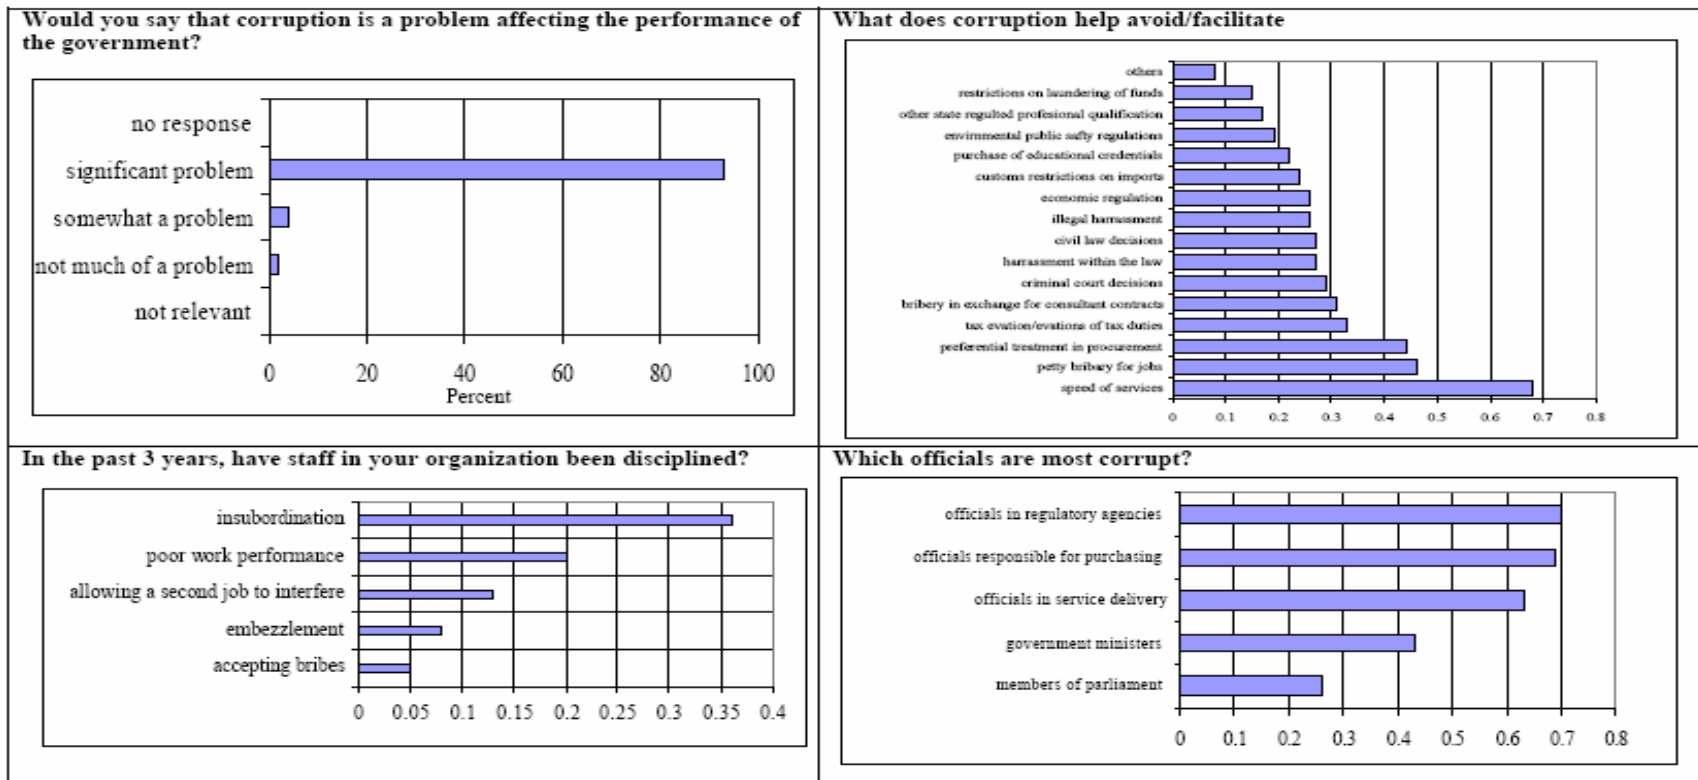 Would you say that corruption is a problem affecting the performance of
the government?
no response
significant problem
somewhat a problem
not much of a problem
not relevant
0 20 40 60 80 100
Percent
What does corruption help avoid/facilitate
others
restrictions on laundering of funds
other state regulted profesional qualification
envirnmental public safty regulations
purchase of educational credentials
customs restrictions on imports
economic regulation
illegal harrassment
civil law decisions
harrassment within the law
criminal court decisions
bribery in exchange for consultant contracts
tax evation/evations of tax duties
preferential treatment in procurement
petty bribary for jobs
speed of services
0 0.1 0.2 0.3 0.4 0.5 0.6 0.7 0.8
In the past 3 years, have staff in your organization been disciplined?
insubordination
poor work performance
allowing a second job to interfere
embezzlement
accepting bribes
0 0.05 0.1 0.15 0.2 0.25 0.3 0.35 0.4
Which officials are most corrupt?
officials in regulatory agencies
officials responsible for purchasing
officials in service delivery
government ministers
members of parliament
0 0.1 0.2 0.3 0.4 0.5 0.6 0.7 0.8